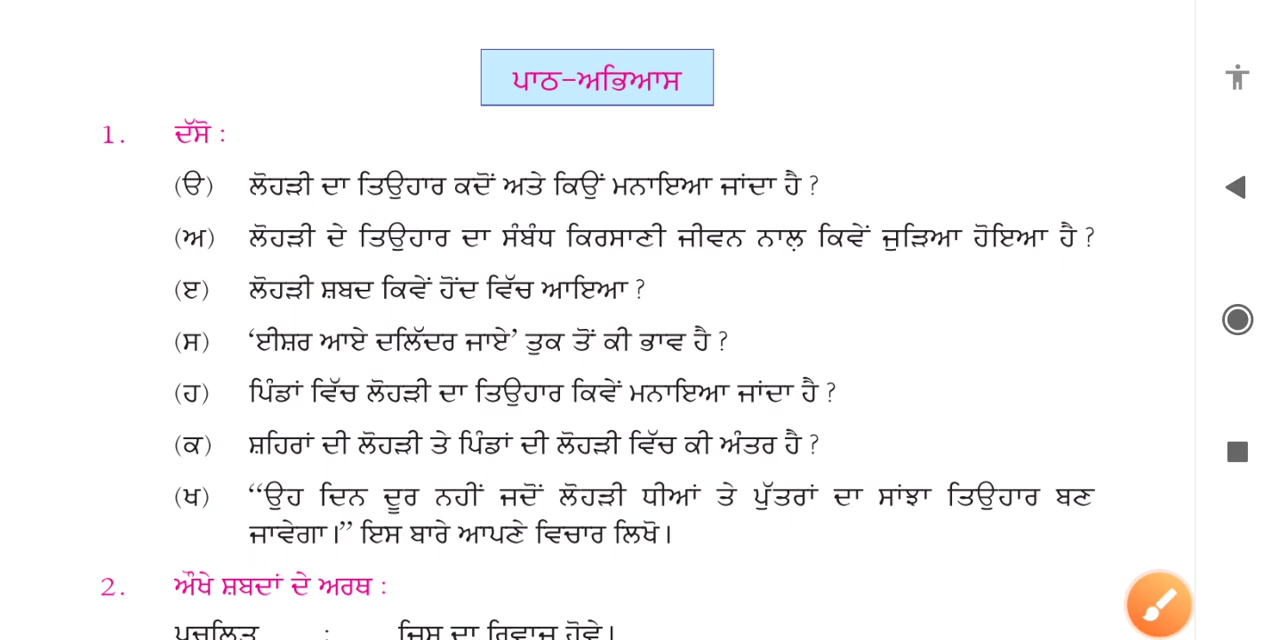 ਪਾਠ-ਅਭਿਆਸ
1. ਦੱਸੋ :
(ੳ) ਲੋਹੜੀ ਦਾ ਤਿਉਹਾਰ ਕਦੋਂ ਅਤੇ ਕਿਉਂ ਮਨਾਇਆ ਜਾਂਦਾ ਹੈ ?
(ਅ) ਲੋਹੜੀ ਦੇ ਤਿਉਹਾਰ ਦਾ ਸੰਬੰਧ ਕਿਰਸਾਣੀ ਜੀਵਨ ਨਾਲ਼ ਕਿਵੇਂ ਜੁੜਿਆ ਹੋਇਆ ਹੈ ?
(ੲ) ਲੋਹੜੀ ਸ਼ਬਦ ਕਿਵੇਂ ਹੋਂਦ ਵਿੱਚ ਆਇਆ ?
(ਸ) ‘ਈਸ਼ਰ ਆਏ ਦਲਿੱਦਰ ਜਾਏ’ ਤੁਕ ਤੋਂ ਕੀ ਭਾਵ ਹੈ ?
(ਹ) ਪਿੰਡਾਂ ਵਿੱਚ ਲੋਹੜੀ ਦਾ ਤਿਉਹਾਰ ਕਿਵੇਂ ਮਨਾਇਆ ਜਾਂਦਾ ਹੈ ?
(ਕ) ਸ਼ਹਿਰਾਂ ਦੀ ਲੋਹੜੀ ਤੇ ਪਿੰਡਾਂ ਦੀ ਲੋਹੜੀ ਵਿੱਚ ਕੀ ਅੰਤਰ ਹੈ ?
(ਖ) “ਉਹ ਦਿਨ ਦੂਰ ਨਹੀਂ ਜਦੋਂ ਲੋਹੜੀ ਧੀਆਂ ਤੇ ਪੁੱਤਰਾਂ ਦਾ ਸਾਂਝਾ ਤਿਉਹਾਰ ਬਣ
ਜਾਵੇਗਾ।” ਇਸ ਬਾਰੇ ਆਪਣੇ ਵਿਚਾਰ ਲਿਖੋ।
2. ਔਖੇ ਸ਼ਬਦਾਂ ਦੇ ਅਰਥ :
ਪ੍ਰਚਲਿਤ : ਜਿਸ ਦਾ ਰਿਵਾਜ ਹੋਵੇ।